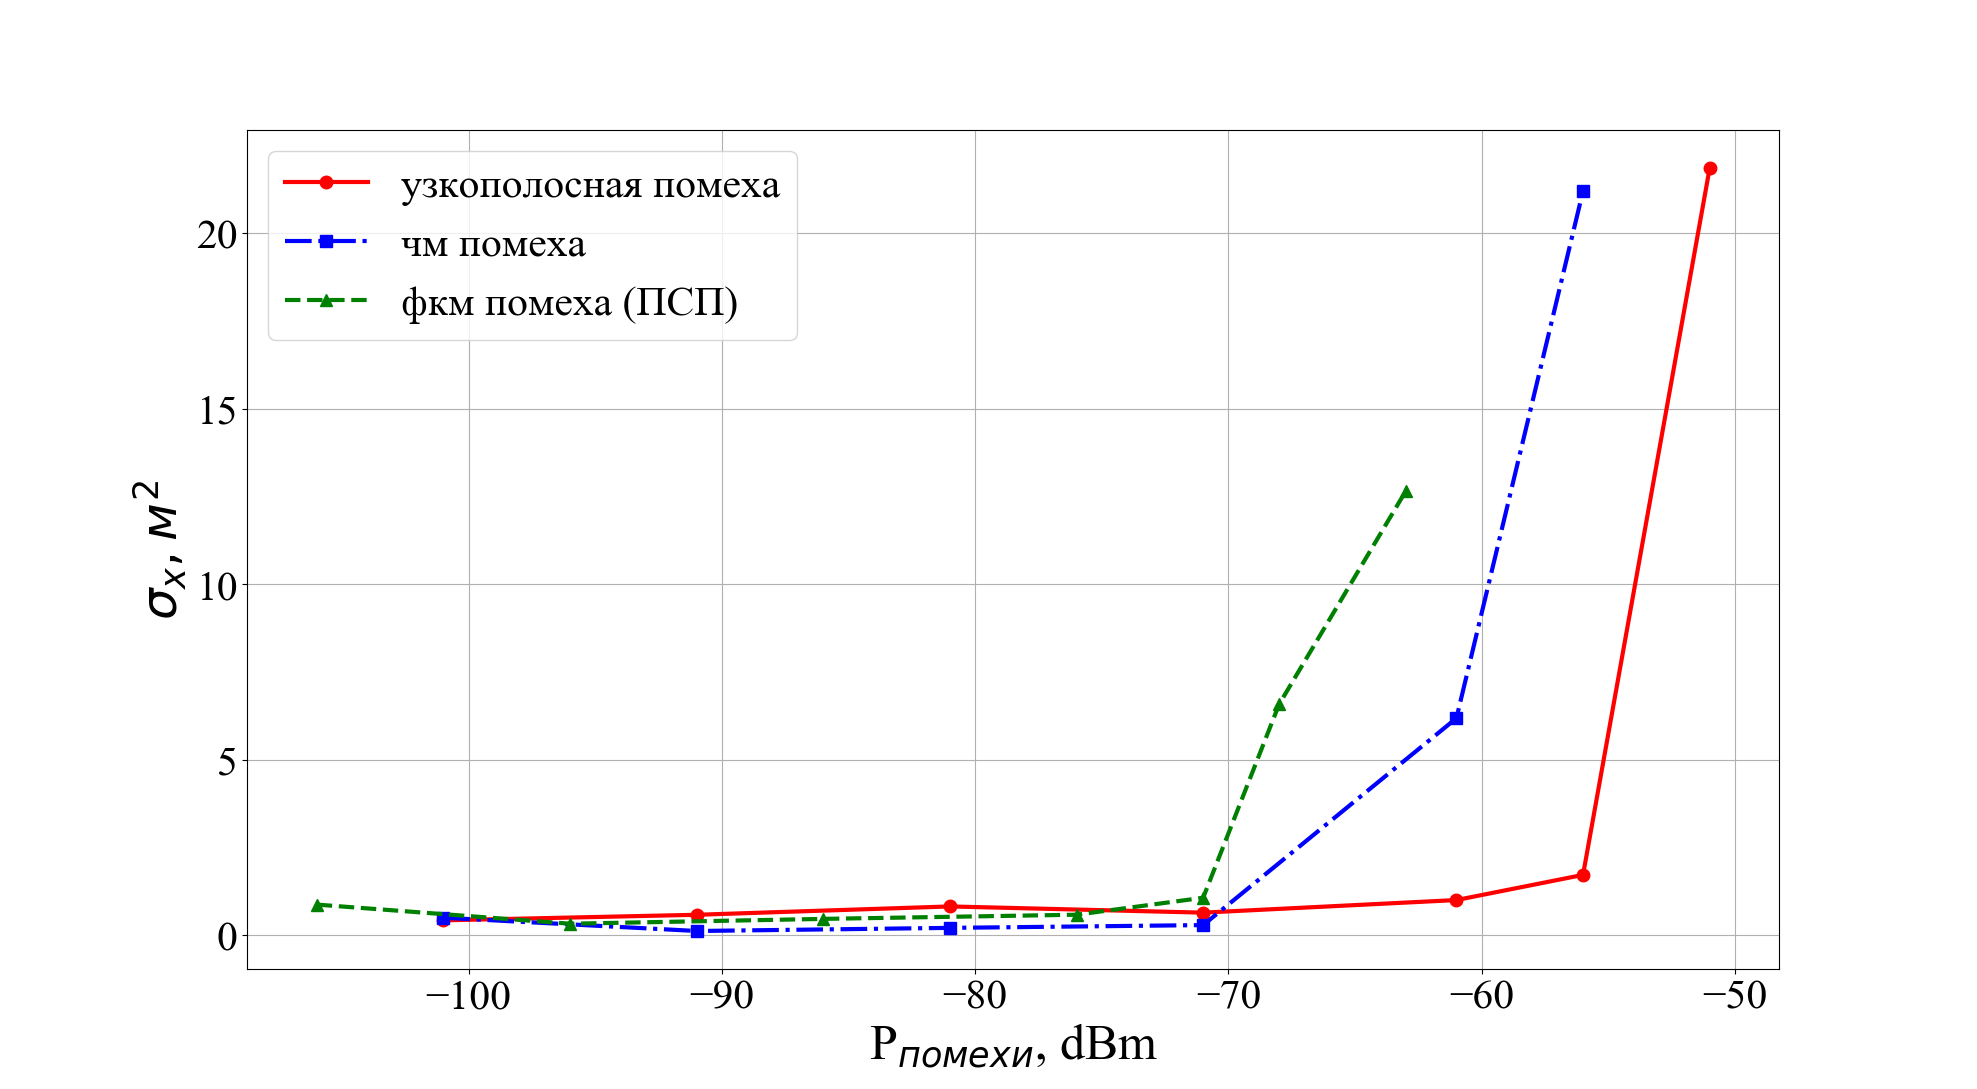 узкополосная помеха
чм помеха
фкм помеха (ПСП)
20
15
10
5
0
σx, м²
−100 −90 −80 −70 −60 −50
Pпомехи, dBm